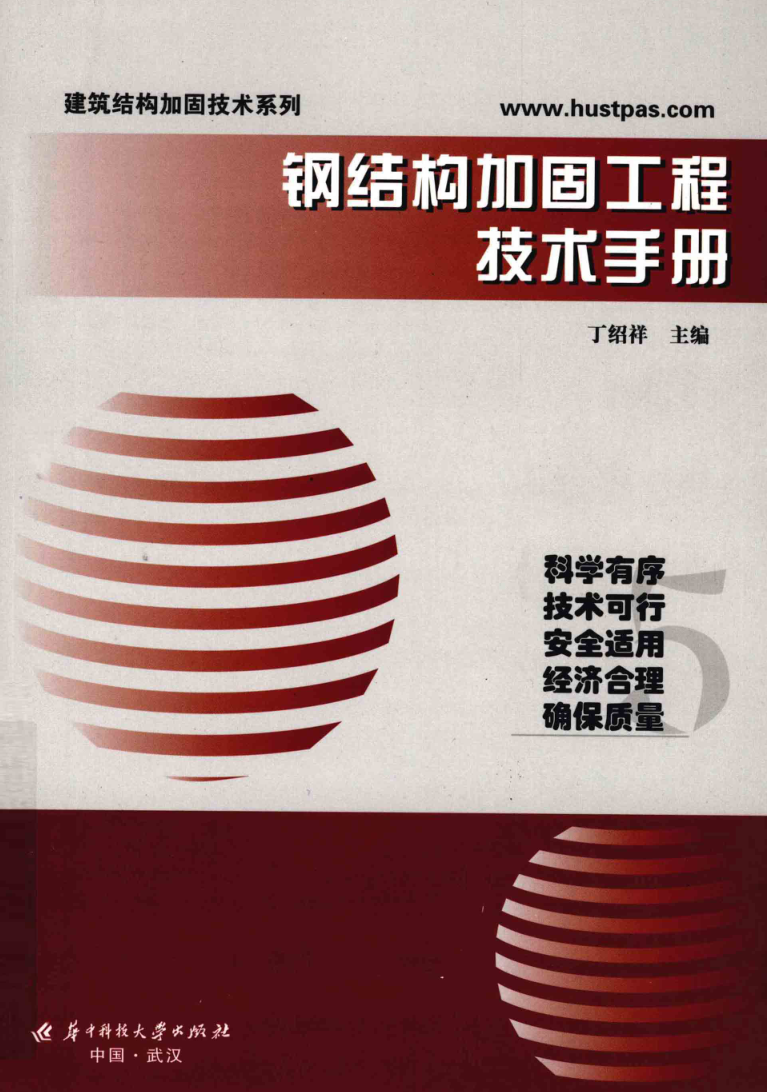 建筑结构加固技术系列
www.hustpas.com
钢结构加固工程
技术手册
丁绍祥 主编
5
科学有序
技术可行
安全适用
经济合理
确保质量
华中科技大学出版社
中国·武汉